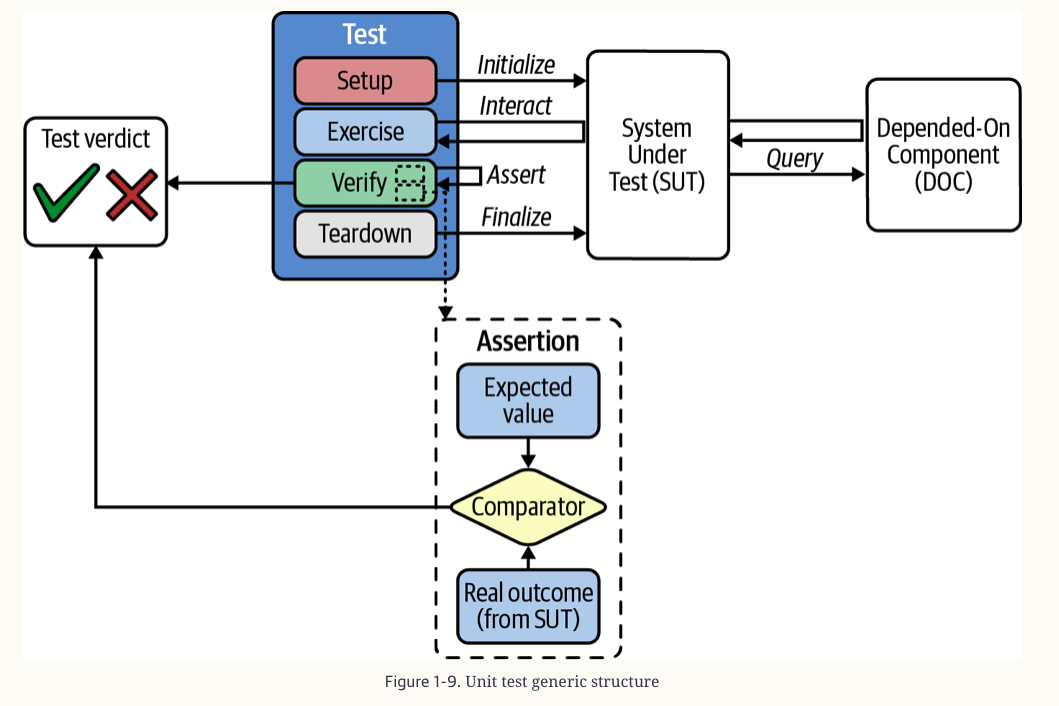 Test
Setup
Initialize
Interact
Exercise
Test verdict
Verify
Assert
Teardown
Finalize
System
Under
Test (SUT)
Depended-On
Component
(DOC)
Query
Assertion
Expected
value
Comparator
Real outcome
(from SUT)
Figure 1-9. Unit test generic structure